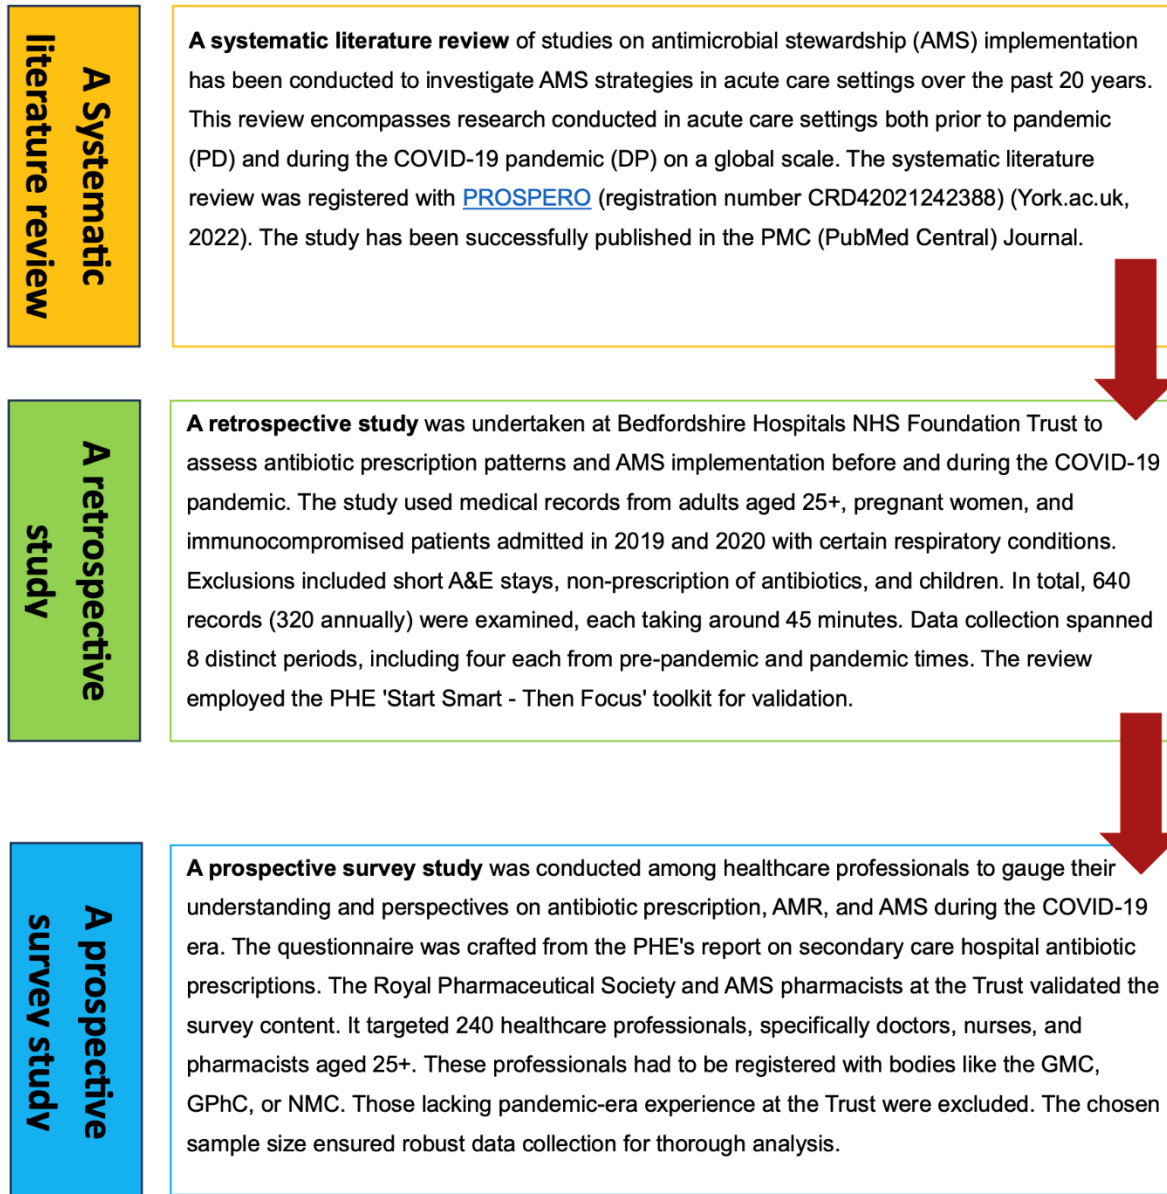 A Systematic
literature review
A systematic literature review of studies on antimicrobial stewardship (AMS) implementation
has been conducted to investigate AMS strategies in acute care settings over the past 20 years.
This review encompasses research conducted in acute care settings both prior to pandemic
(PD) and during the COVID-19 pandemic (DP) on a global scale. The systematic literature
review was registered with PROSPERO (registration number CRD42021242388) (York.ac.uk,
2022). The study has been successfully published in the PMC (PubMed Central) Journal.
A retrospective
study
A retrospective study was undertaken at Bedfordshire Hospitals NHS Foundation Trust to
assess antibiotic prescription patterns and AMS implementation before and during the COVID-19
pandemic. The study used medical records from adults aged 25+, pregnant women, and
immunocompromised patients admitted in 2019 and 2020 with certain respiratory conditions.
Exclusions included short A&E stays, non-prescription of antibiotics, and children. In total, 640
records (320 annually) were examined, each taking around 45 minutes. Data collection spanned
8 distinct periods, including four each from pre-pandemic and pandemic times. The review
employed the PHE 'Start Smart - Then Focus' toolkit for validation.
A prospective
survey study
A prospective survey study was conducted among healthcare professionals to gauge their
understanding and perspectives on antibiotic prescription, AMR, and AMS during the COVID-19
era. The questionnaire was crafted from the PHE's report on secondary care hospital antibiotic
prescriptions. The Royal Pharmaceutical Society and AMS pharmacists at the Trust validated the
survey content. It targeted 240 healthcare professionals, specifically doctors, nurses, and
pharmacists aged 25+. These professionals had to be registered with bodies like the GMC,
GPhC, or NMC. Those lacking pandemic-era experience at the Trust were excluded. The chosen
sample size ensured robust data collection for thorough analysis.